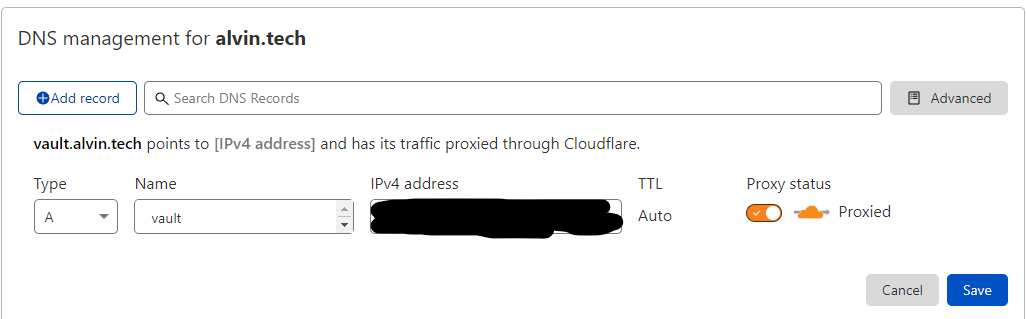 DNS management for alvin.tech
Add record
Search DNS Records
Advanced
vault.alvin.tech points to [IPv4 address] and has its traffic proxied through Cloudflare.
Type Name IPv4 address TTL Proxy status
A vault Auto Proxied
Cancel Save